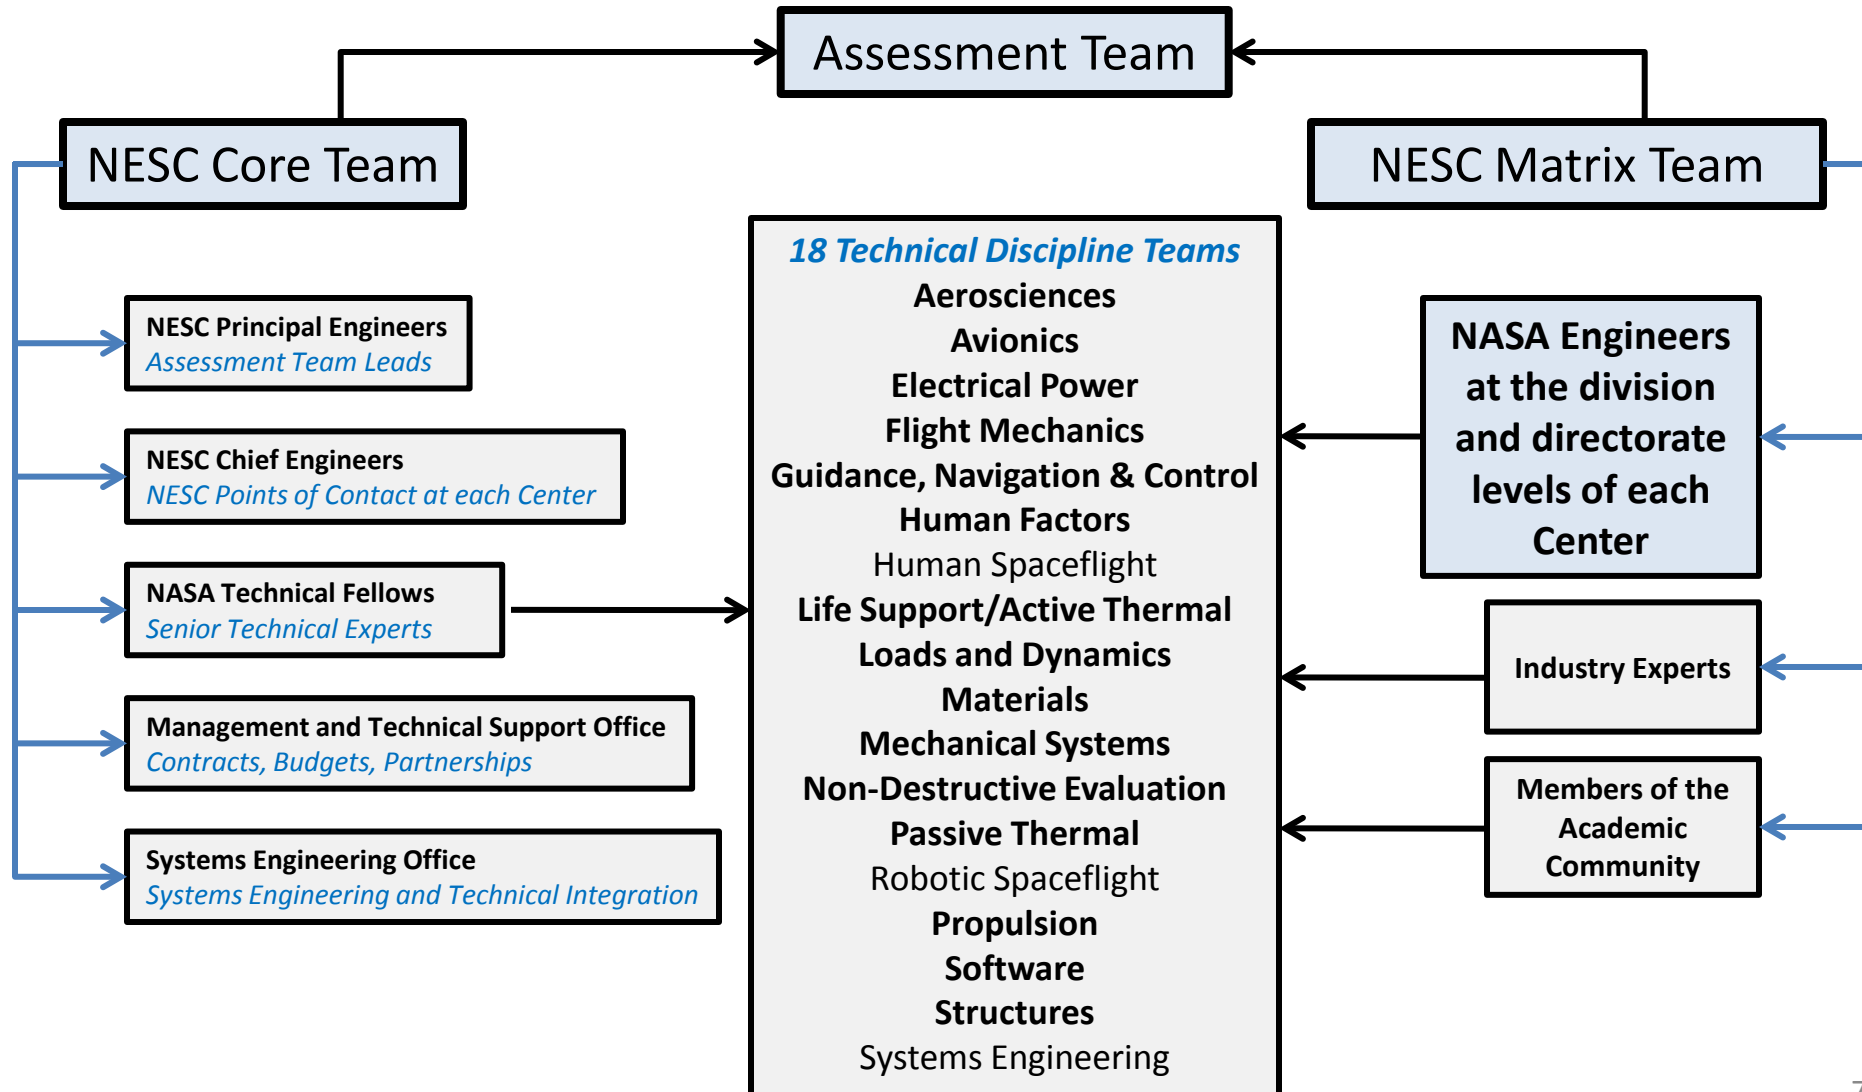 Assessment Team
NESC Core Team
NESC Matrix Team
NESC Principal Engineers
Assessment Team Leads
NESC Chief Engineers
NESC Points of Contact at each Center
NASA Technical Fellows
Senior Technical Experts
Management and Technical Support Office
Contracts, Budgets, Partnerships
Systems Engineering Office
Systems Engineering and Technical Integration
18 Technical Discipline Teams
Aerosciences
Avionics
Electrical Power
Flight Mechanics
Guidance, Navigation & Control
Human Factors
Human Spaceflight
Life Support/Active Thermal
Loads and Dynamics
Materials
Mechanical Systems
Non-Destructive Evaluation
Passive Thermal
Robotic Spaceflight
Propulsion
Software
Structures
Systems Engineering
NASA Engineers
at the division
and directorate
levels of each
Center
Industry Experts
Members of the
Academic
Community